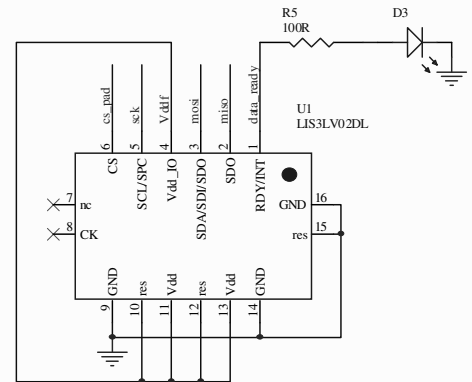 R5
100R
D3
cs_pad
sck
Vddf
mosi
miso
data_ready
U1
LIS3LV02DL
6
5
4
3
2
1
CS
SCL/SPC
Vdd_IO
SDA/SDI/SDO
SDO
RDY/INT
7
nc
GND
16
8
CK
res
15
GND
res
Vdd
res
Vdd
GND
9
10
11
12
13
14